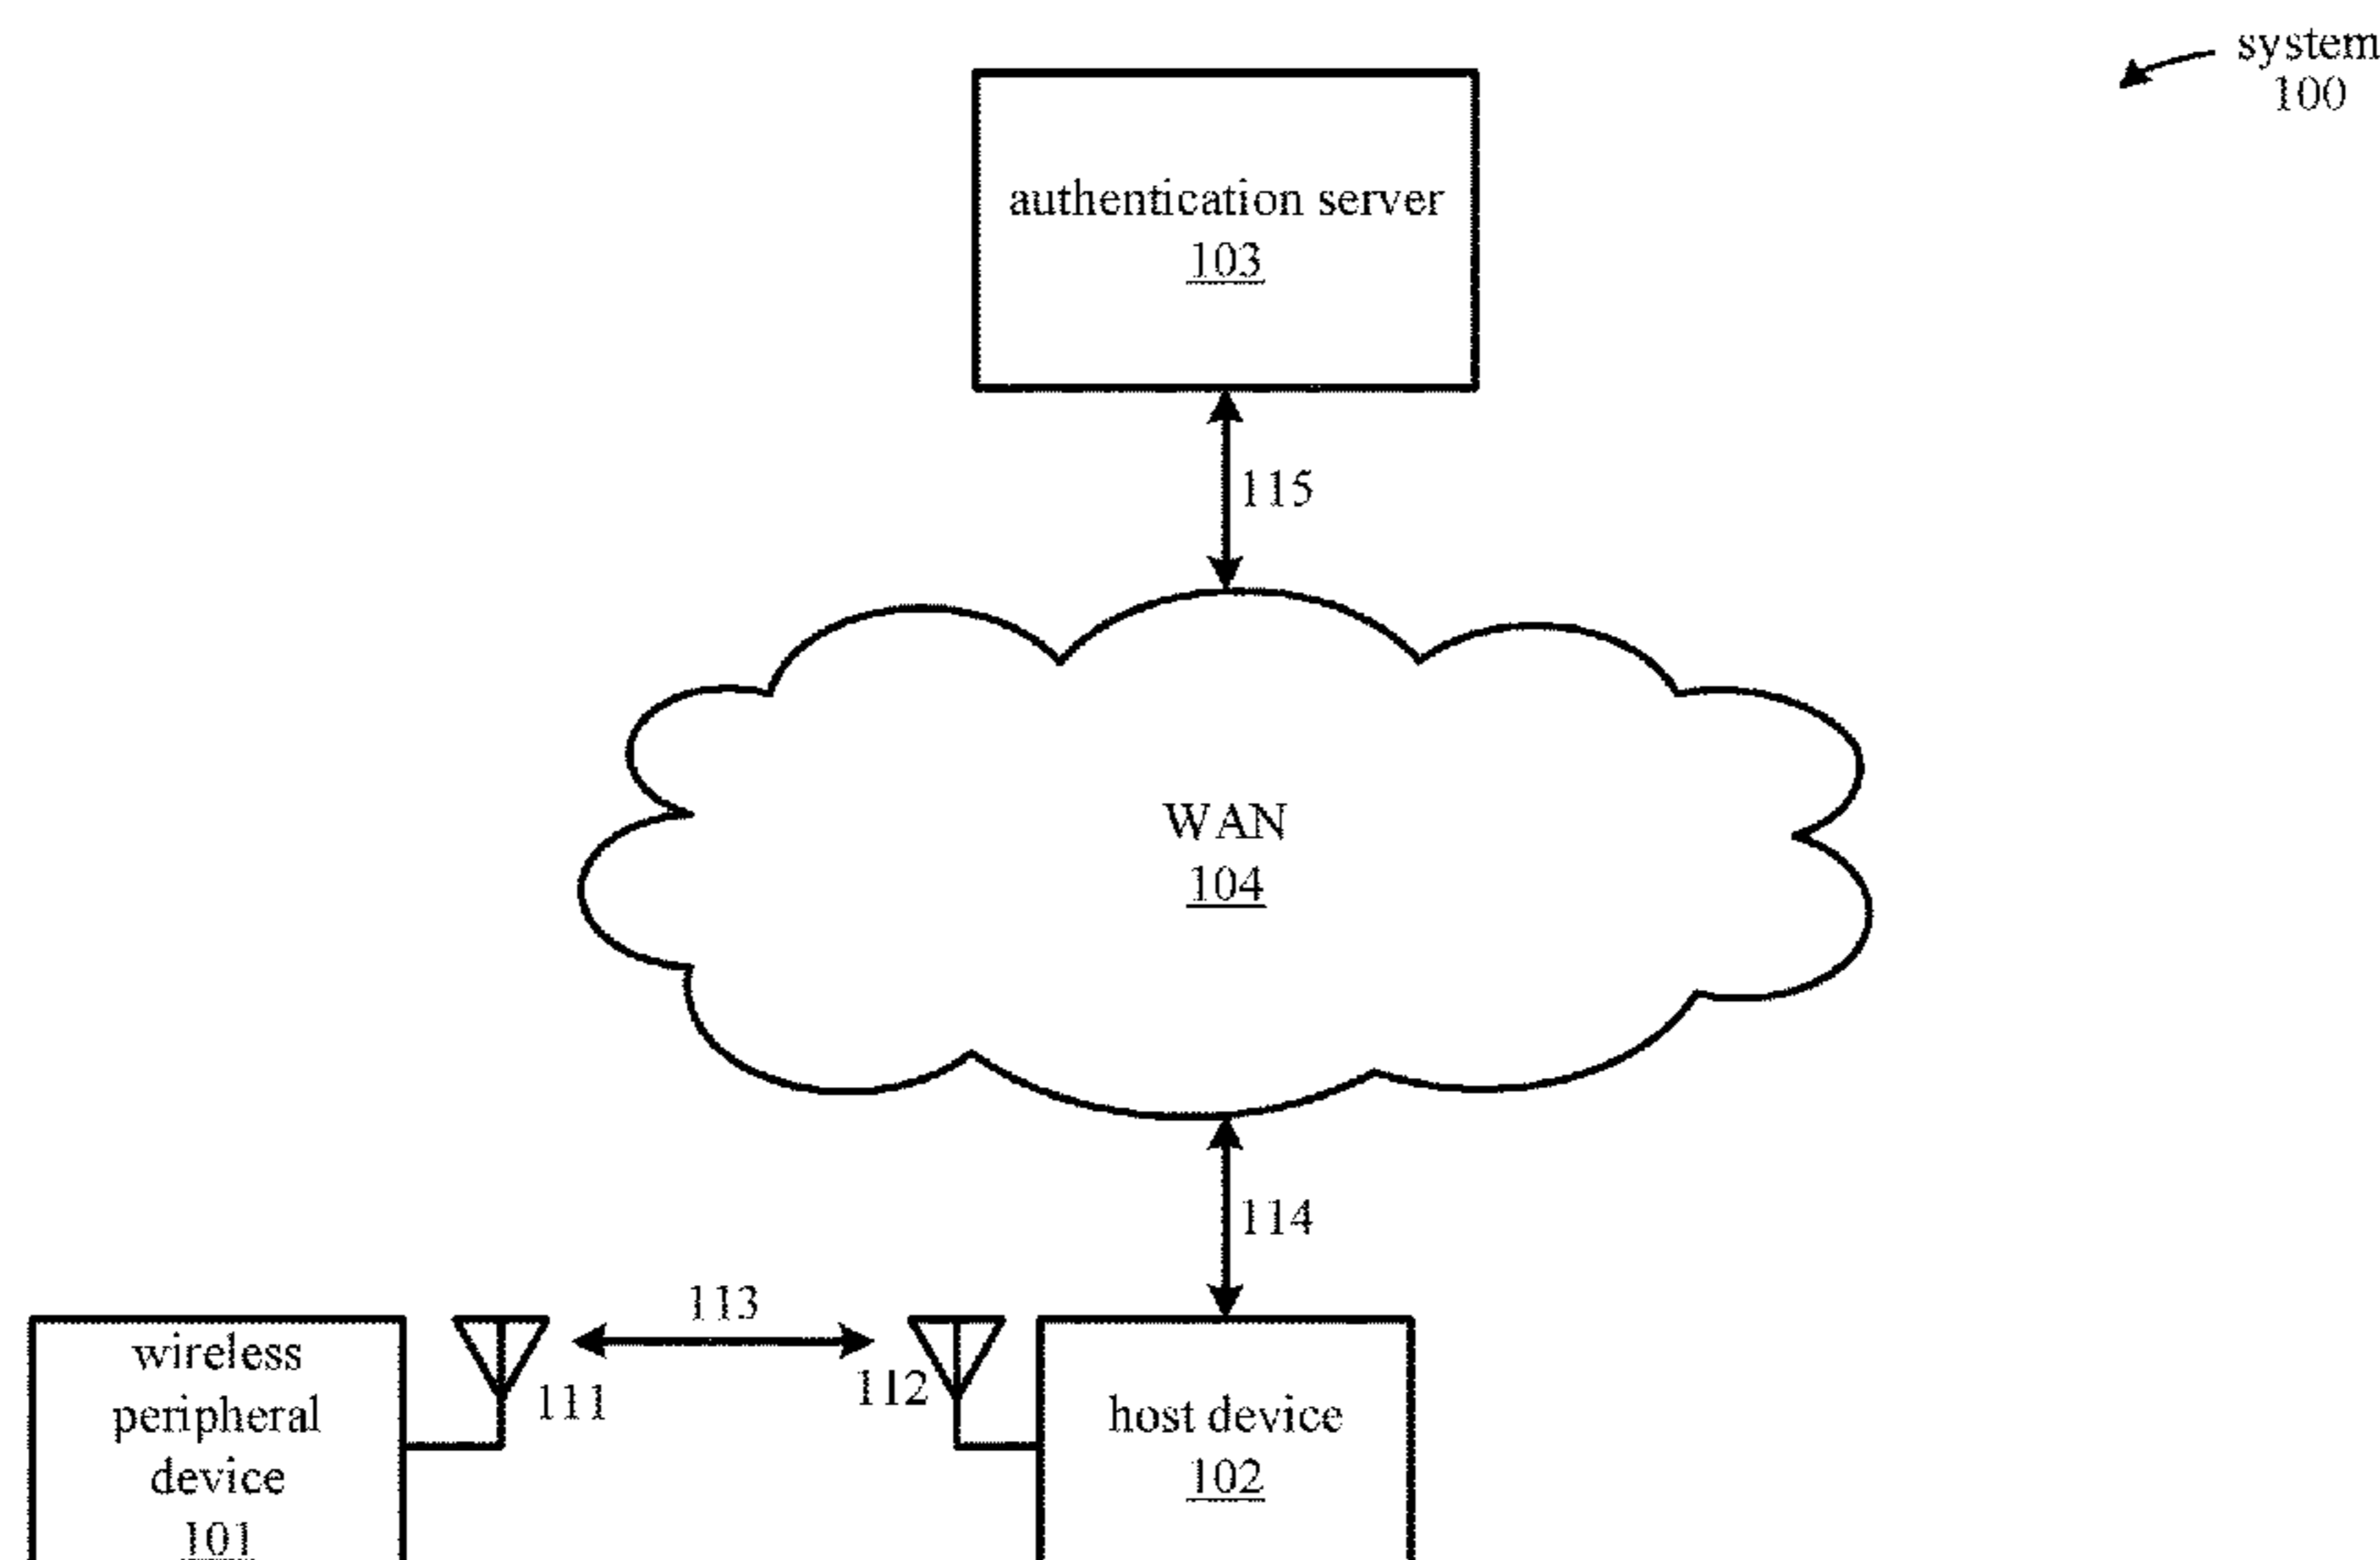 system
100
authentication server
103
115
WAN
104
114
113
111
112
wireless
peripheral
device
101
host device
102